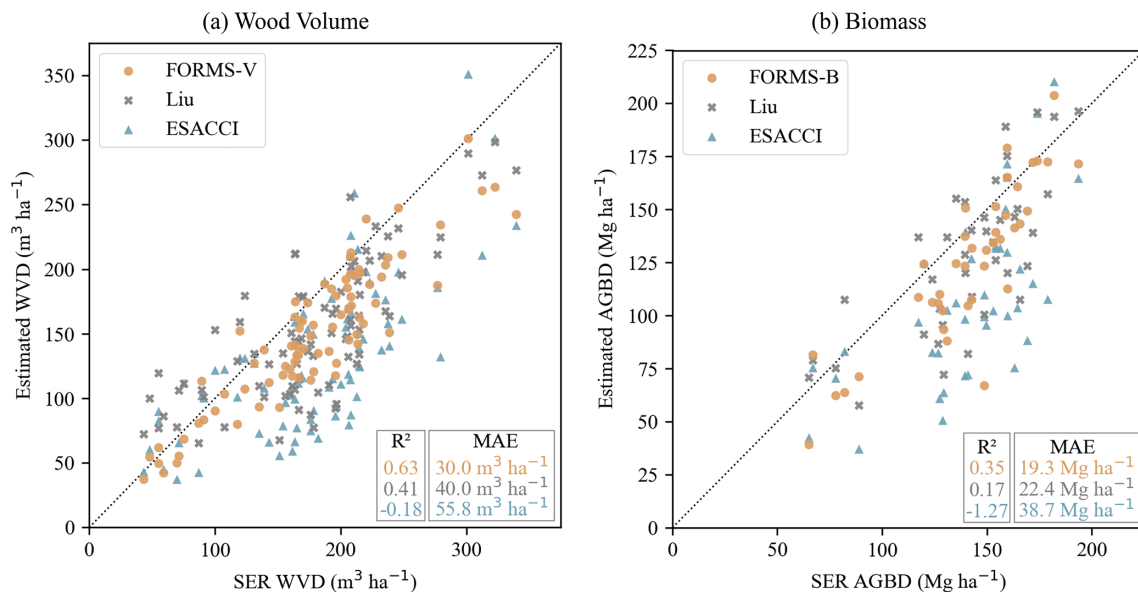 (a) Wood Volume
FORMS-V
Liu
ESACCI
350
300
250
200
150
100
50
0
Estimated WVD (m³ ha⁻¹)
R² MAE
0.63 30.0 m³ ha⁻¹
0.41 40.0 m³ ha⁻¹
-0.18 55.8 m³ ha⁻¹
0 100 200 300
SER WVD (m³ ha⁻¹)
(b) Biomass
FORMS-B
Liu
ESACCI
225
200
175
150
125
100
75
50
25
0
Estimated AGBD (Mg ha⁻¹)
R² MAE
0.35 19.3 Mg ha⁻¹
0.17 22.4 Mg ha⁻¹
-1.27 38.7 Mg ha⁻¹
0 50 100 150 200
SER AGBD (Mg ha⁻¹)